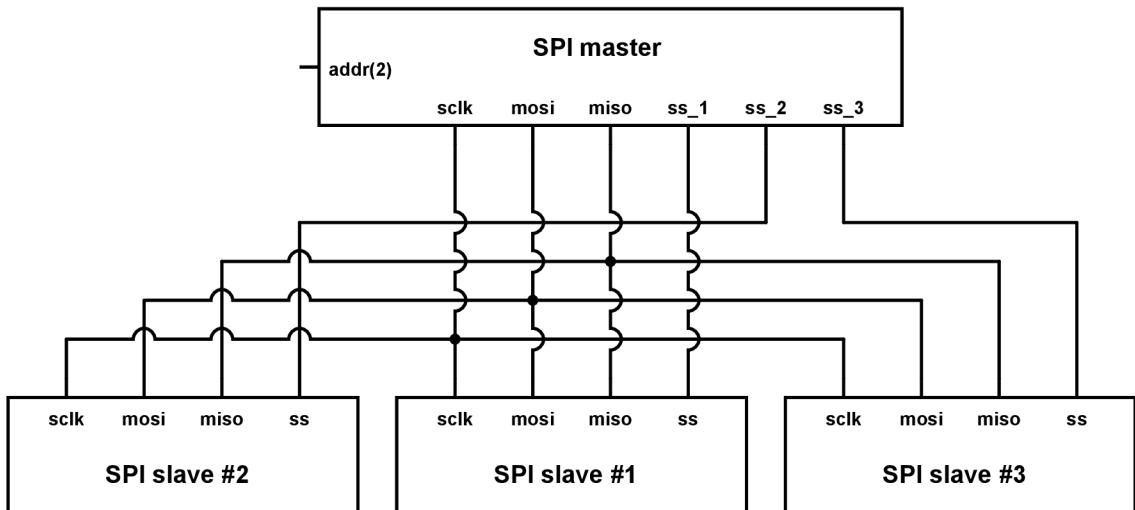 SPI master
addr(2)
sclk mosi miso ss_1 ss_2 ss_3
sclk mosi miso ss sclk mosi miso ss sclk mosi miso ss
SPI slave #2 SPI slave #1 SPI slave #3